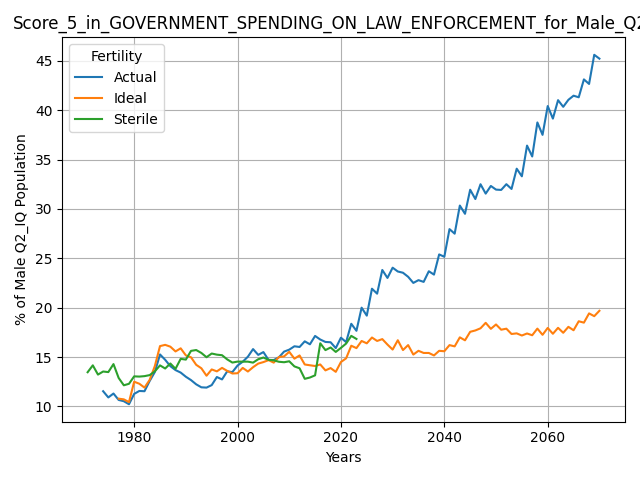 Score_5_in_GOVERNMENT_SPENDING_ON_LAW_ENFORCEMENT_for_Male_Q2
Fertility
Actual
Ideal
Sterile
% of Male Q2_IQ Population
45
40
35
30
25
20
15
10
1980 2000 2020 2040 2060
Years